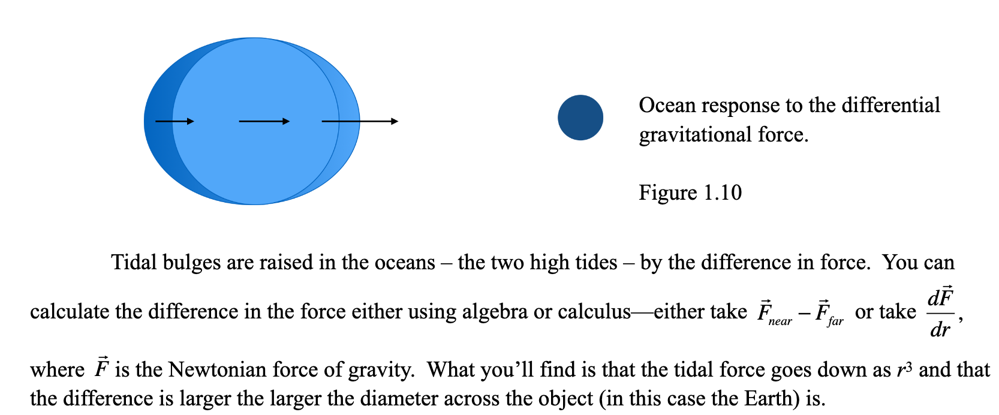 Ocean response to the differential
gravitational force.
Figure 1.10
Tidal bulges are raised in the oceans – the two high tides – by the difference in force.  You can
calculate the difference in the force either using algebra or calculus—either take $\vec{F}_{near} - \vec{F}_{far}$ or take $\frac{d\vec{F}}{dr}$,
where $\vec{F}$ is the Newtonian force of gravity.  What you’ll find is that the tidal force goes down as r³ and that
the difference is larger the larger the diameter across the object (in this case the Earth) is.